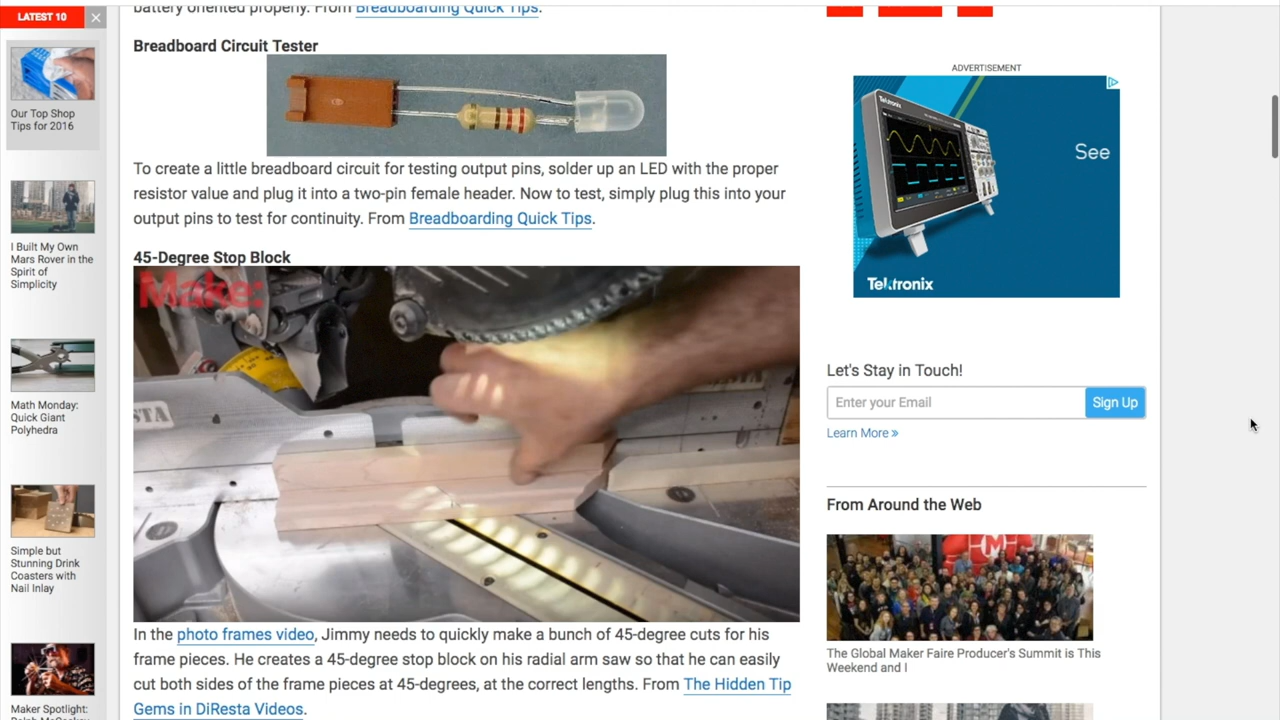 LATEST 10
Our Top Shop
Tips for 2016
I Built My Own
Mars Rover in the
Spirit of
Simplicity
Math Monday:
Quick Giant
Polyhedra
Simple but
Stunning Drink
Coasters with
Nail Inlay
Maker Spotlight:
battery oriented properly. From Breadboarding Quick Tips.
Breadboard Circuit Tester
To create a little breadboard circuit for testing output pins, solder up an LED with the proper
resistor value and plug it into a two-pin female header. Now to test, simply plug this into your
output pins to test for continuity. From Breadboarding Quick Tips.
45-Degree Stop Block
Make:
In the photo frames video, Jimmy needs to quickly make a bunch of 45-degree cuts for his
frame pieces. He creates a 45-degree stop block on his radial arm saw so that he can easily
cut both sides of the frame pieces at 45-degrees, at the correct lengths. From The Hidden Tip
Gems in DiResta Videos.
ADVERTISEMENT
Tektronix
See
Tektronix
Let's Stay in Touch!
Enter your Email
Sign Up
Learn More »
From Around the Web
M
The Global Maker Faire Producer's Summit is This
Weekend and I